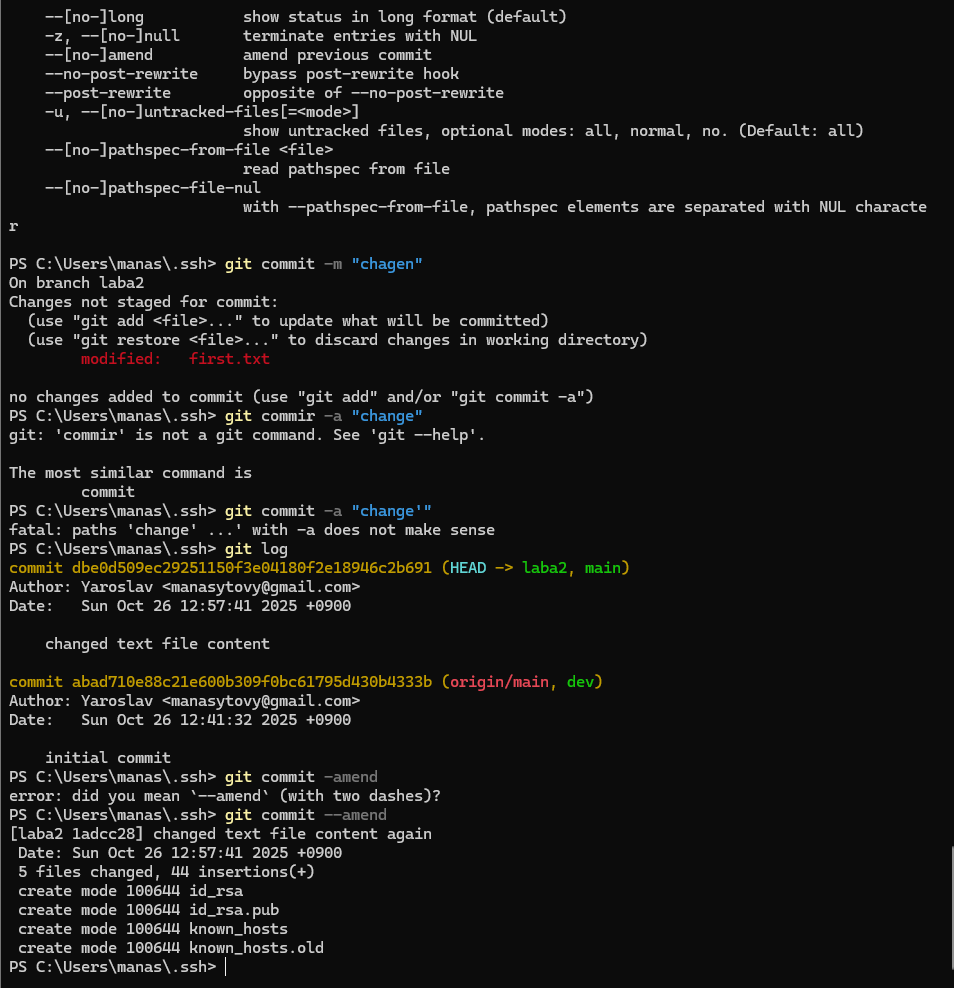 --[no-]long           show status in long format (default)
-z, --[no-]null       terminate entries with NUL
--[no-]amend          amend previous commit
--no-post-rewrite     bypass post-rewrite hook
--post-rewrite        opposite of --no-post-rewrite
-u, --[no-]untracked-files[=<mode>]
show untracked files, optional modes: all, normal, no. (Default: all)
--[no-]pathspec-from-file <file>
read pathspec from file
--[no-]pathspec-file-nul
with --pathspec-from-file, pathspec elements are separated with NUL characte
r
PS C:\Users\manas\.ssh> git commit -m "chagen"
On branch laba2
Changes not staged for commit:
(use "git add <file>..." to update what will be committed)
(use "git restore <file>..." to discard changes in working directory)
modified:   first.txt
no changes added to commit (use "git add" and/or "git commit -a")
PS C:\Users\manas\.ssh> git commir -a "change"
git: 'commir' is not a git command. See 'git --help'.
The most similar command is
commit
PS C:\Users\manas\.ssh> git commit -a "change'"
fatal: paths 'change' ...' with -a does not make sense
PS C:\Users\manas\.ssh> git log
commit dbe0d509ec29251150f3e04180f2e18946c2b691 (HEAD -> laba2, main)
Author: Yaroslav <manasytovy@gmail.com>
Date:   Sun Oct 26 12:57:41 2025 +0900
changed text file content
commit abad710e88c21e600b309f0bc61795d430b4333b (origin/main, dev)
Author: Yaroslav <manasytovy@gmail.com>
Date:   Sun Oct 26 12:41:32 2025 +0900
initial commit
PS C:\Users\manas\.ssh> git commit -amend
error: did you mean `--amend` (with two dashes)?
PS C:\Users\manas\.ssh> git commit --amend
[laba2 1adcc28] changed text file content again
Date: Sun Oct 26 12:57:41 2025 +0900
5 files changed, 44 insertions(+)
create mode 100644 id_rsa
create mode 100644 id_rsa.pub
create mode 100644 known_hosts
create mode 100644 known_hosts.old
PS C:\Users\manas\.ssh>